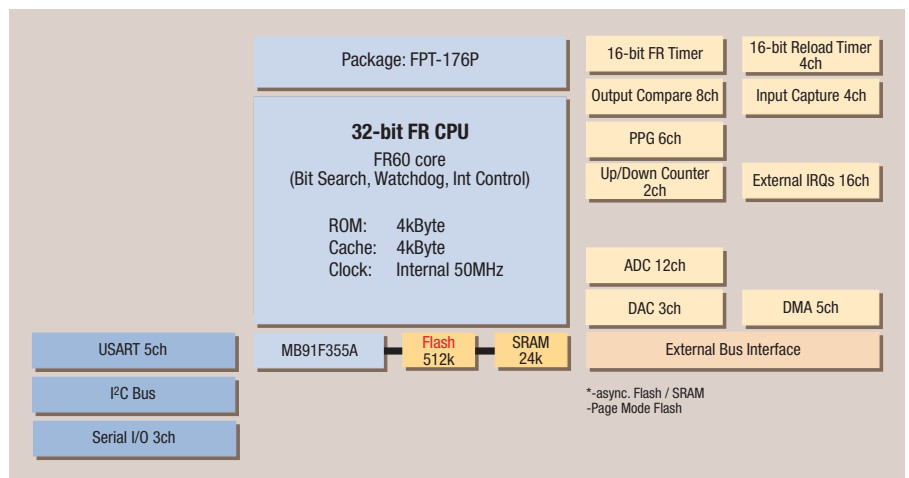 Package: FPT-176P
32-bit FR CPU
FR60 core
(Bit Search, Watchdog, Int Control)
ROM: 4kByte
Cache: 4kByte
Clock: Internal 50MHz
16-bit FR Timer
16-bit Reload Timer
4ch
Output Compare 8ch
Input Capture 4ch
PPG 6ch
Up/Down Counter
2ch
External IRQs 16ch
ADC 12ch
DAC 3ch
DMA 5ch
USART 5ch
MB91F355A
Flash
512k
SRAM
24k
External Bus Interface
I²C Bus
*-async. Flash / SRAM
-Page Mode Flash
Serial I/O 3ch